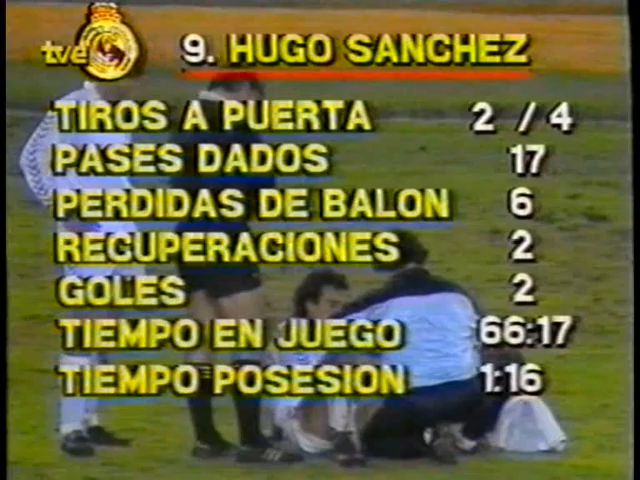 tve 9. HUGO SANCHEZ
TIROS A PUERTA 2 / 4
PASES DADOS 17
PERDIDAS DE BALON 6
RECUPERACIONES 2
GOLES 2
TIEMPO EN JUEGO 66:17
TIEMPO POSESION 1:16